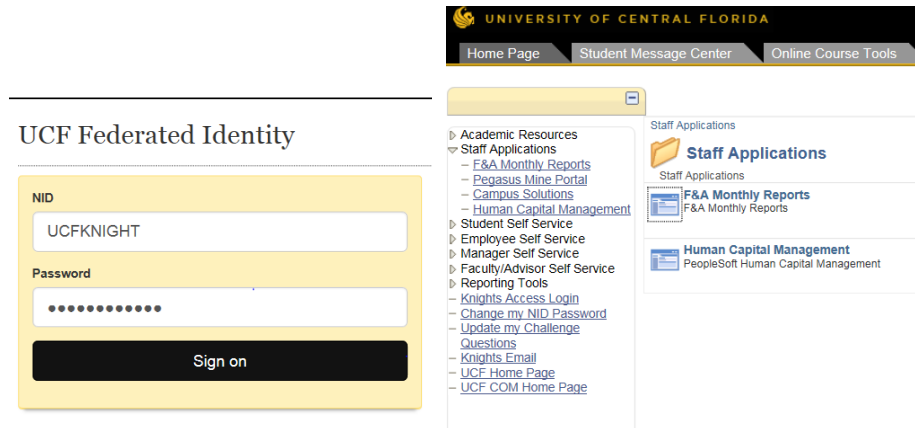 UCF Federated Identity
NID
UCFKNIGHT
Password
Sign on
UNIVERSITY OF CENTRAL FLORIDA
Home Page
Student Message Center
Online Course Tools
Academic Resources
Staff Applications
F&A Monthly Reports
Pegasus Mine Portal
Campus Solutions
Human Capital Management
Student Self Service
Employee Self Service
Manager Self Service
Faculty/Advisor Self Service
Reporting Tools
Knights Access Login
Change my NID Password
Update my Challenge
Questions
Knights Email
UCF Home Page
UCF COM Home Page
Staff Applications
Staff Applications
Staff Applications
F&A Monthly Reports
F&A Monthly Reports
Human Capital Management
PeopleSoft Human Capital Management